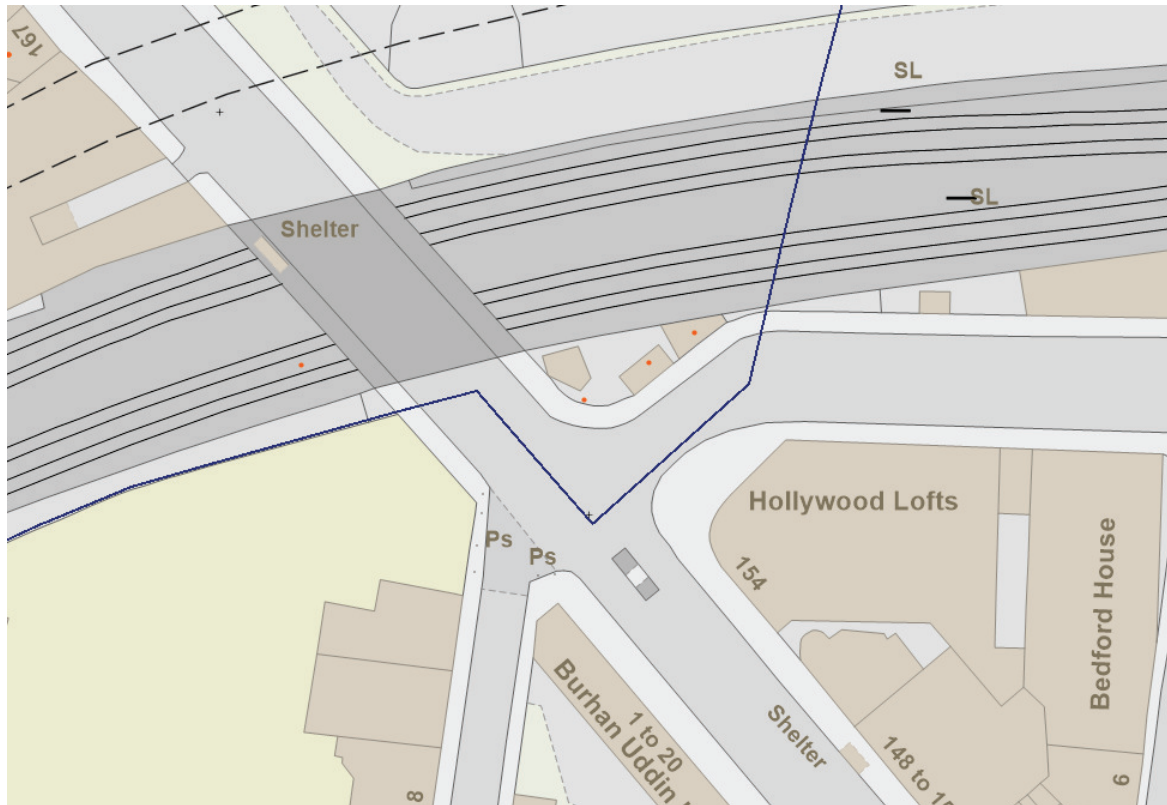 167
SL
SL
Shelter
Hollywood Lofts
Ps
Ps
154
Bedford House
1 to 20
Burhan Uddin
Shelter
148 to
8
9